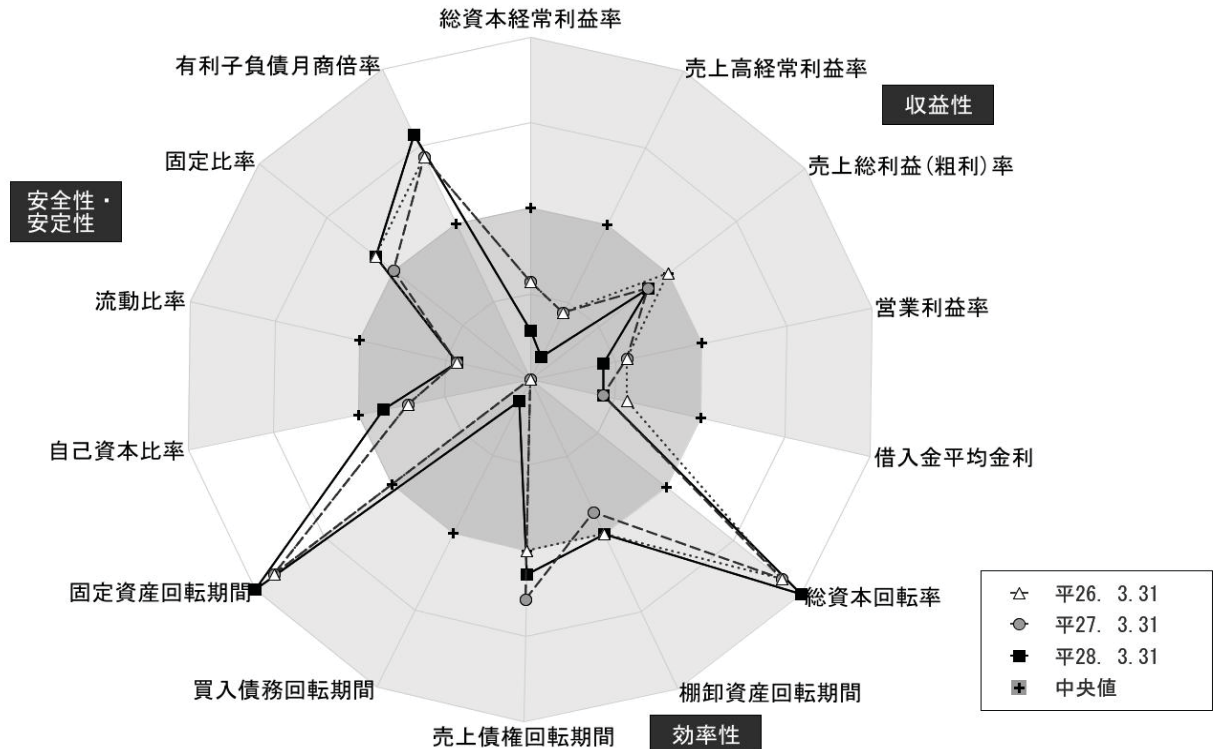 総資本経常利益率
有利子負債月商倍率
売上高経常利益率
収益性
固定比率
売上総利益(粗利)率
安全性・
安定性
流動比率
営業利益率
自己資本比率
借入金平均金利
固定資産回転期間
総資本回転率
買入債務回転期間
棚卸資産回転期間
売上債権回転期間
効率性
平26. 3.31
平27. 3.31
平28. 3.31
中央値